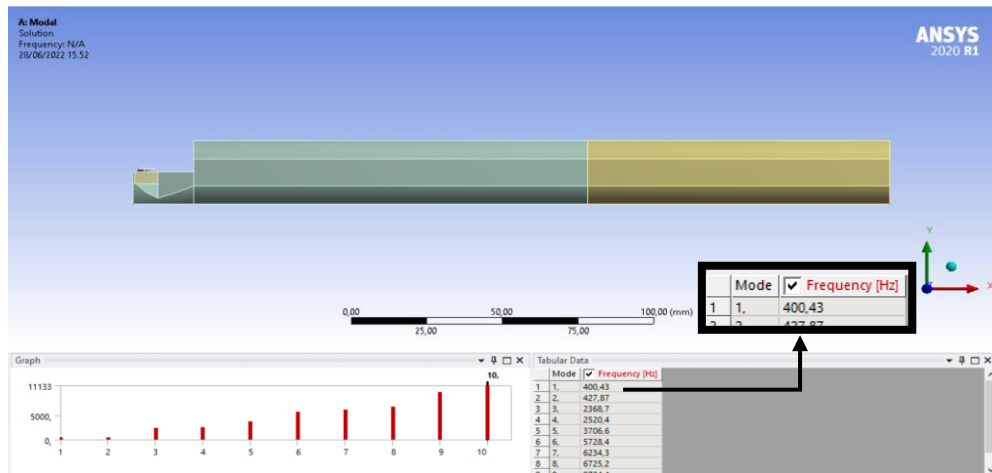 A: Modal
Solution
Frequency: N/A
28/06/2022 15.52
ANSYS
2020 R1
Y
X
0,00 50,00 100,00 (mm)
25,00 75,00
Mode Frequency [Hz]
1 1, 400,43
2 2, 427,87
Graph
10,
11133
5000,
0,
1 2 3 4 5 6 7 8 9 10
Tabular Data
Mode Frequency [Hz]
1 1, 400,43
2 2, 427,87
3 3, 2368,7
4 4, 2520,4
5 5, 3706,6
6 6, 5728,4
7 7, 6234,3
8 8, 6725,2